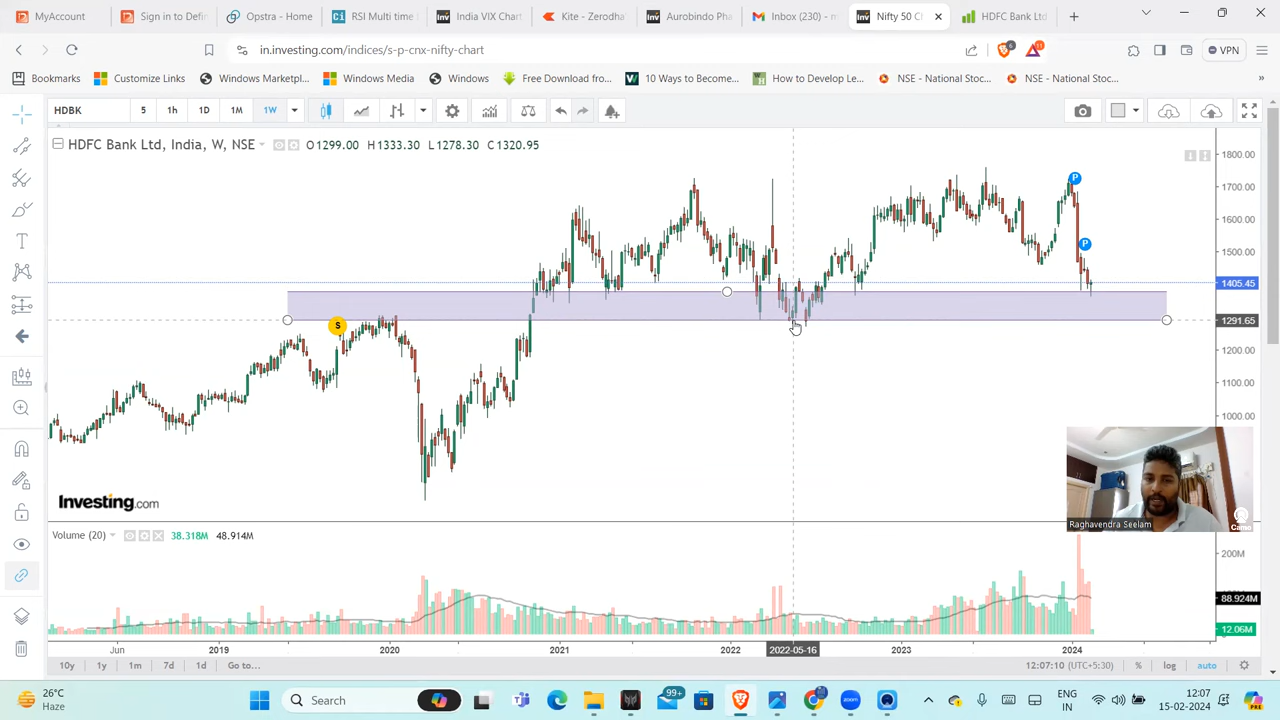 MyAccount
Sign in to Defin
Opstra - Home
RSI Multi time
India VIX Chart
Kite - Zerodha
Aurobindo Pha
Inbox (230) - m
Nifty 50 C
HDFC Bank Ltd
in.investing.com/indices/s-p-cnx-nifty-chart
VPN
Bookmarks
Customize Links
Windows Marketpl...
Windows Media
Windows
Free Download fro...
10 Ways to Become...
How to Develop Le...
NSE - National Stoc...
NSE - National Stoc...
HDBK
5
1h
1D
1M
1W
HDFC Bank Ltd, India, W, NSE
O1299.00 H1333.30 L1278.30 C1320.95
1800.00
1700.00
1600.00
1500.00
1405.45
1291.65
1200.00
1100.00
1000.00
P
P
S
Investing.com
Raghavendra Seelam
Volume (20)
38.318M 48.914M
200M
88.924M
12.06M
Jun
2019
2020
2021
2022
2022-05-16
2023
2024
10y
1y
1m
7d
1d
Go to...
12:07:10 (UTC+5:30)
%
log
auto
26°C
Haze
Search
99+
ENG
IN
12:07
15-02-2024